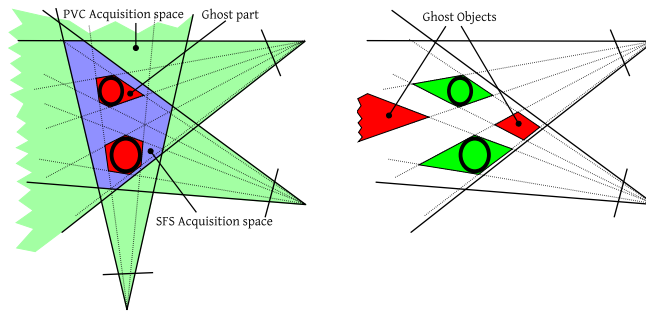 PVC Acquisition space
Ghost part
Ghost Objects
SFS Acquisition space